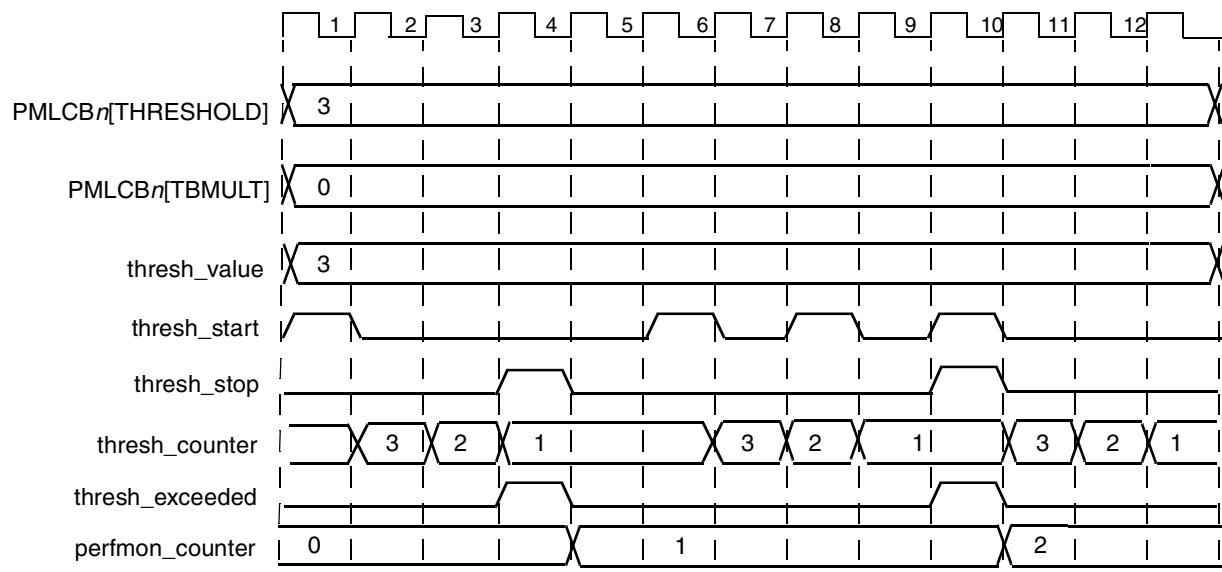 1 2 3 4 5 6 7 8 9 10 11 12
PMLCBn[THRESHOLD] 3
PMLCBn[TBMULT] 0
thresh_value 3
thresh_start
thresh_stop
thresh_counter 3 2 1 3 2 1 3 2 1
thresh_exceeded
perfmon_counter 0 1 2